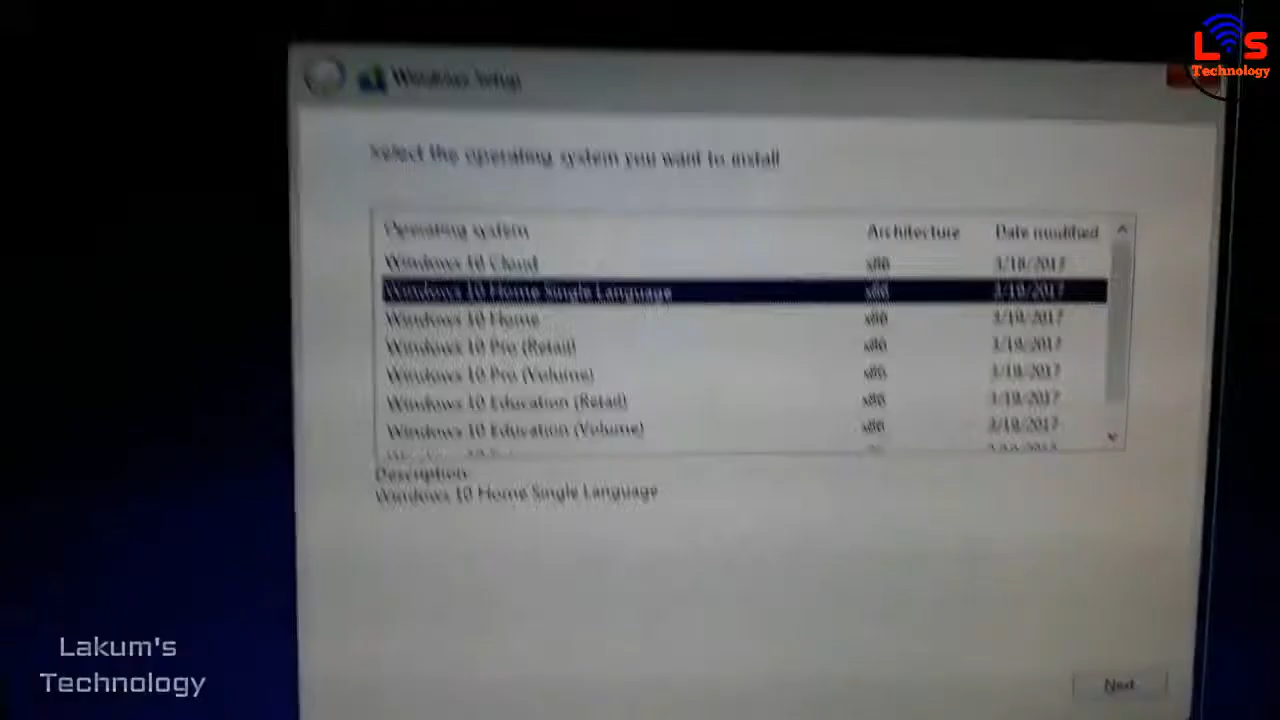 LS
Technology
Windows Setup
Select the operating system you want to install
Operating system Architecture Date modified
Windows 10 Cloud x86 3/18/2017
Windows 10 Home Single Language x86 3/19/2017
Windows 10 Home x86 3/19/2017
Windows 10 Pro (Retail) x86 3/19/2017
Windows 10 Pro (Volume) x86 3/19/2017
Windows 10 Education (Retail) x86 3/19/2017
Windows 10 Education (Volume) x86 3/19/2017
Description
Windows 10 Home Single Language
Next
Lakum's
Technology